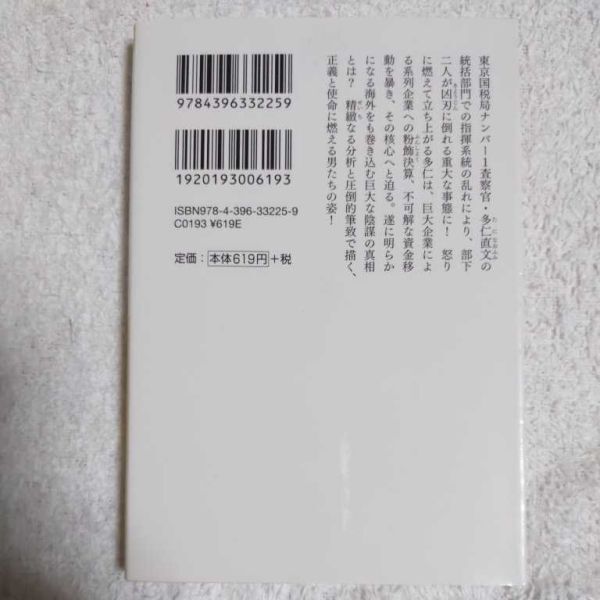 東京国税局ナンバー1査察官・多仁直文の
統括部門での指揮系統の乱れにより、部下
二人が凶刃に倒れる重大な事態に! 怒り
に燃えて立ち上がる多仁は、巨大企業によ
る系列企業への粉飾決算、不可解な資金移
動を暴き、その核心へと迫る。遂に明らか
になる海外をも巻き込む巨大な陰謀の真相
とは? 精緻なる分析と圧倒的筆致で描く、
正義と使命に燃える男たちの姿!
9784396332259
1920193006193
ISBN978-4-396-33225-9
C0193 ¥619E
定価:本体619円+税